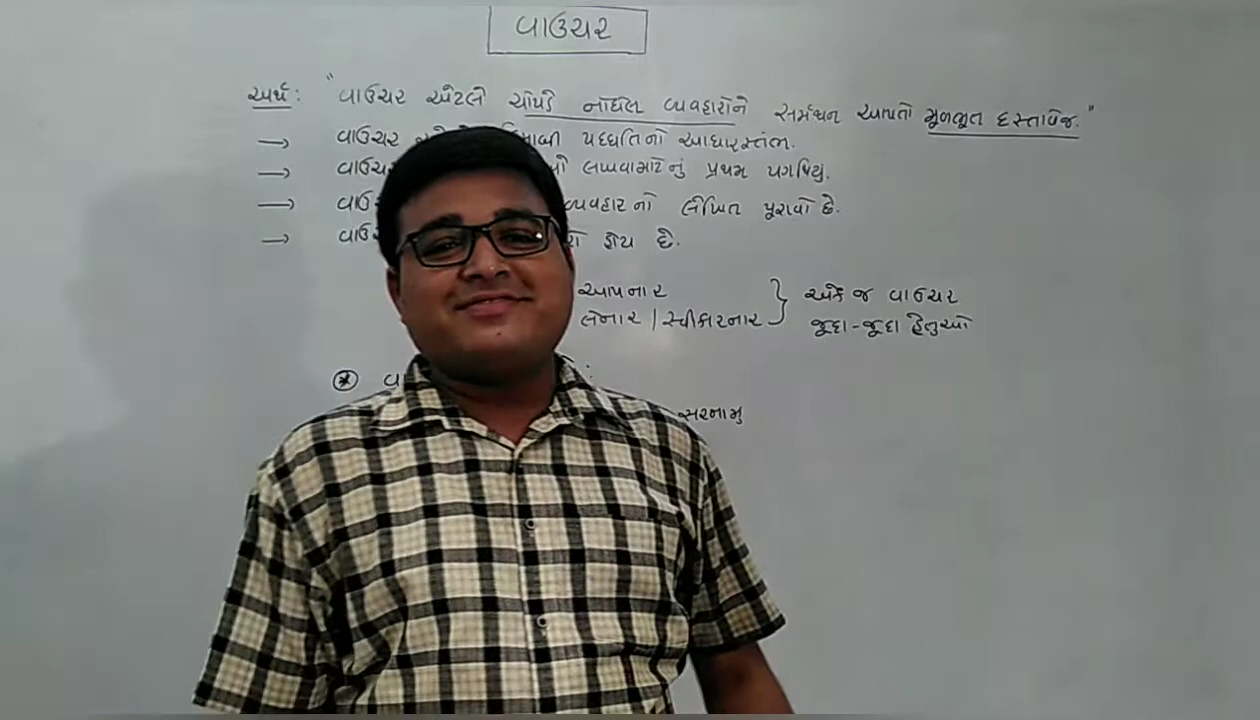 વાઉચર
અર્થ: "વાઉચર એટલે ચોપડે નોંધેલ વ્યવહારોને સમર્થન આપતો મૂળભૂત દસ્તાવેજ."
→ વાઉચર પદ્ધતિનો આધારસ્તંભ.
→ લખવામાટેનું પ્રથમ પગથિયું.
→ વ્યવહારનો લેખિત પૂરાવો છે.
→ હોય છે.
આપનાર } એક જ વાઉચર
લેનાર / સ્વીકારનાર જૂદા-જૂદા હેતુઓ
સરનામુ